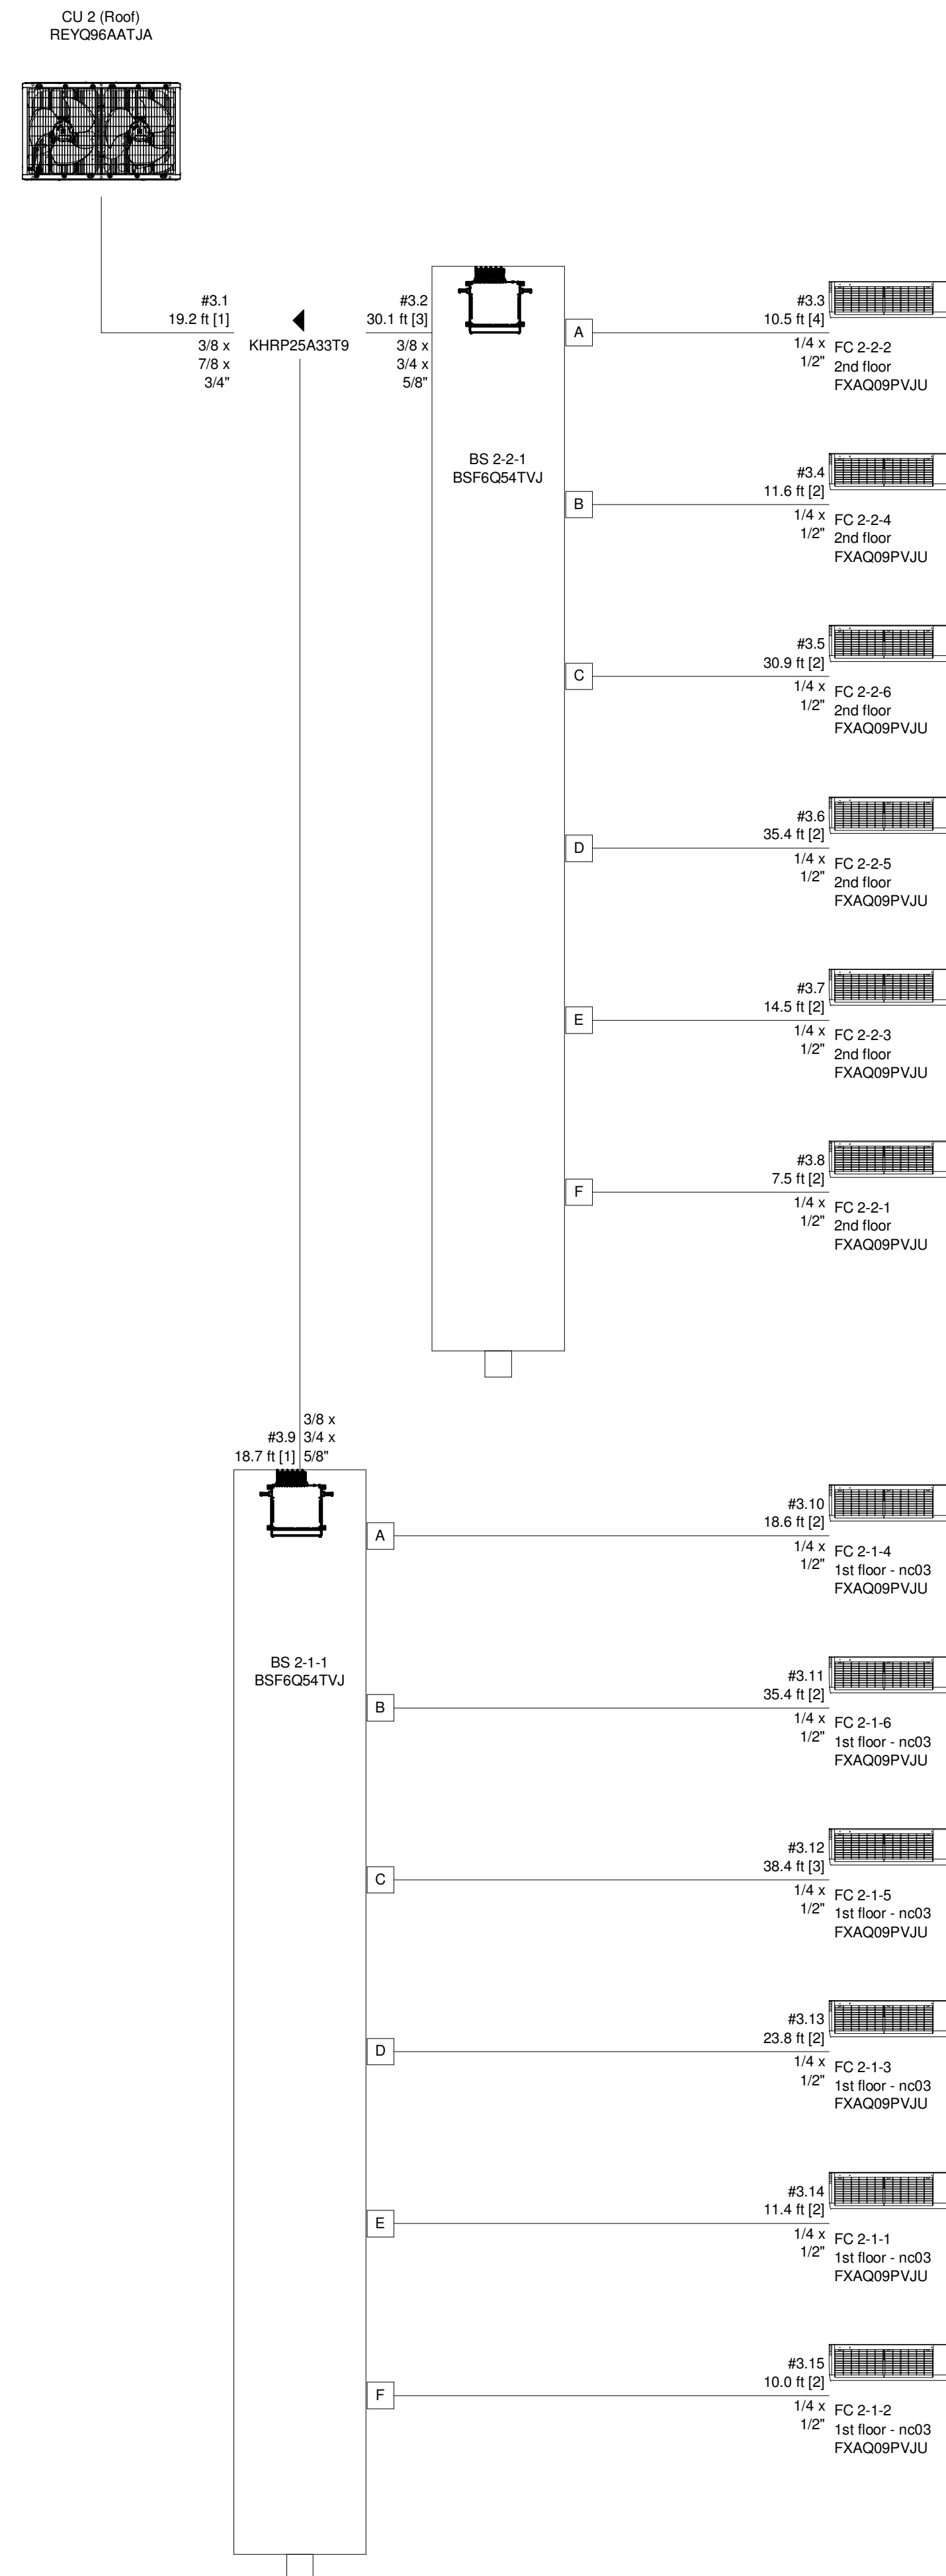 CU 2 (Roof)
REYQ96AATJA
#3.1
19.2 ft [1]
3/8 x
7/8 x
3/4"
KHRP25A33T9
#3.2
30.1 ft [3]
3/8 x
3/4 x
5/8"
BS 2-2-1
BSF6Q54TVJ
A
#3.3
10.5 ft [4]
1/4 x
1/2"
FC 2-2-2
2nd floor
FXAQ09PVJU
B
#3.4
11.6 ft [2]
1/4 x
1/2"
FC 2-2-4
2nd floor
FXAQ09PVJU
C
#3.5
30.9 ft [2]
1/4 x
1/2"
FC 2-2-6
2nd floor
FXAQ09PVJU
D
#3.6
35.4 ft [2]
1/4 x
1/2"
FC 2-2-5
2nd floor
FXAQ09PVJU
E
#3.7
14.5 ft [2]
1/4 x
1/2"
FC 2-2-3
2nd floor
FXAQ09PVJU
F
#3.8
7.5 ft [2]
1/4 x
1/2"
FC 2-2-1
2nd floor
FXAQ09PVJU
#3.9
18.7 ft [1]
3/8 x
3/4 x
5/8"
BS 2-1-1
BSF6Q54TVJ
A
#3.10
18.6 ft [2]
1/4 x
1/2"
FC 2-1-4
1st floor - nc03
FXAQ09PVJU
B
#3.11
35.4 ft [2]
1/4 x
1/2"
FC 2-1-6
1st floor - nc03
FXAQ09PVJU
C
#3.12
38.4 ft [3]
1/4 x
1/2"
FC 2-1-5
1st floor - nc03
FXAQ09PVJU
D
#3.13
23.8 ft [2]
1/4 x
1/2"
FC 2-1-3
1st floor - nc03
FXAQ09PVJU
E
#3.14
11.4 ft [2]
1/4 x
1/2"
FC 2-1-1
1st floor - nc03
FXAQ09PVJU
F
#3.15
10.0 ft [2]
1/4 x
1/2"
FC 2-1-2
1st floor - nc03
FXAQ09PVJU